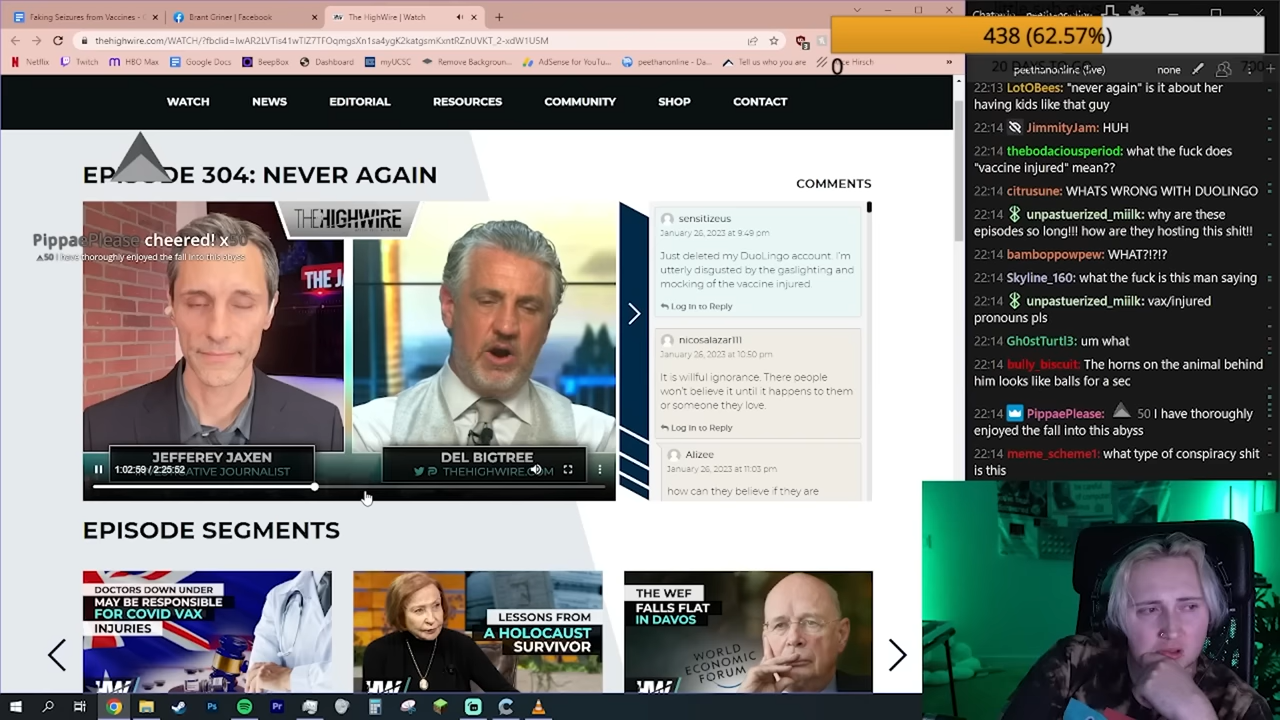 Faking Seizures from Vaccines -
Brant Griner | Facebook
The HighWire | Watch
thehighwire.com/WATCH/?fbclid=IwAR2LVTis41wTiZ7TFOqmgsXn1sa4ygK2katgsmKxntRZnUVKT_2-xdW1U5M
Netflix
Twitch
HBO Max
Google Docs
BeepBox
Dashboard
myUCSC
Remove Backgroun...
AdSense for YouTu...
peethanonline - Da...
Tell us who you are
Hirsch
438 (62.57%)
0
peethanonline (live)
none
WATCH
NEWS
EDITORIAL
RESOURCES
COMMUNITY
SHOP
CONTACT
EPISODE 304: NEVER AGAIN
COMMENTS
THEHIGHWIRE
PippaePlease cheered! x50
50 I have thoroughly enjoyed the fall into this abyss
JEFFEREY JAXEN
DEL BIGTREE
THEHIGHWIRE.COM
1:02:59 / 2:25:52
sensitizeus
January 26, 2023 at 9:49 pm
Just deleted my DuoLingo account. I'm
utterly disgusted by the gaslighting and
mocking of the vaccine injured.
Log In to Reply
nicosalazar111
January 26, 2023 at 10:50 pm
It is willful ignorance. There people
won't believe it until it happens to them
or someone they love.
Log In to Reply
Alizee
January 26, 2023 at 11:03 pm
how can they believe if they are
EPISODE SEGMENTS
DOCTORS DOWN UNDER
MAY BE RESPONSIBLE
FOR COVID VAX
INJURIES
LESSONS FROM
A HOLOCAUST
SURVIVOR
THE WEF
FALLS FLAT
IN DAVOS
WORLD
ECONOMIC
FORUM
22:13 LotOBees: "never again" is it about her
having kids like that guy
22:14 JimmityJam: HUH
22:14 thebodaciousperiod: what the fuck does
"vaccine injured" mean??
22:14 citrusune: WHATS WRONG WITH DUOLINGO
22:14 unpastuerized_miilk: why are these
episodes so long!!! how are they hosting this shit!!
22:14 bamboppowpew: WHAT?!?!?
22:14 Skyline_160: what the fuck is this man saying
22:14 unpastuerized_miilk: vax/injured
pronouns pls
22:14 Gh0stTurtl3: um what
22:14 bully_biscuit: The horns on the animal behind
him looks like balls for a sec
22:14 PippaePlease: 50 I have thoroughly
enjoyed the fall into this abyss
22:14 meme_scheme1: what type of conspiracy shit
is this